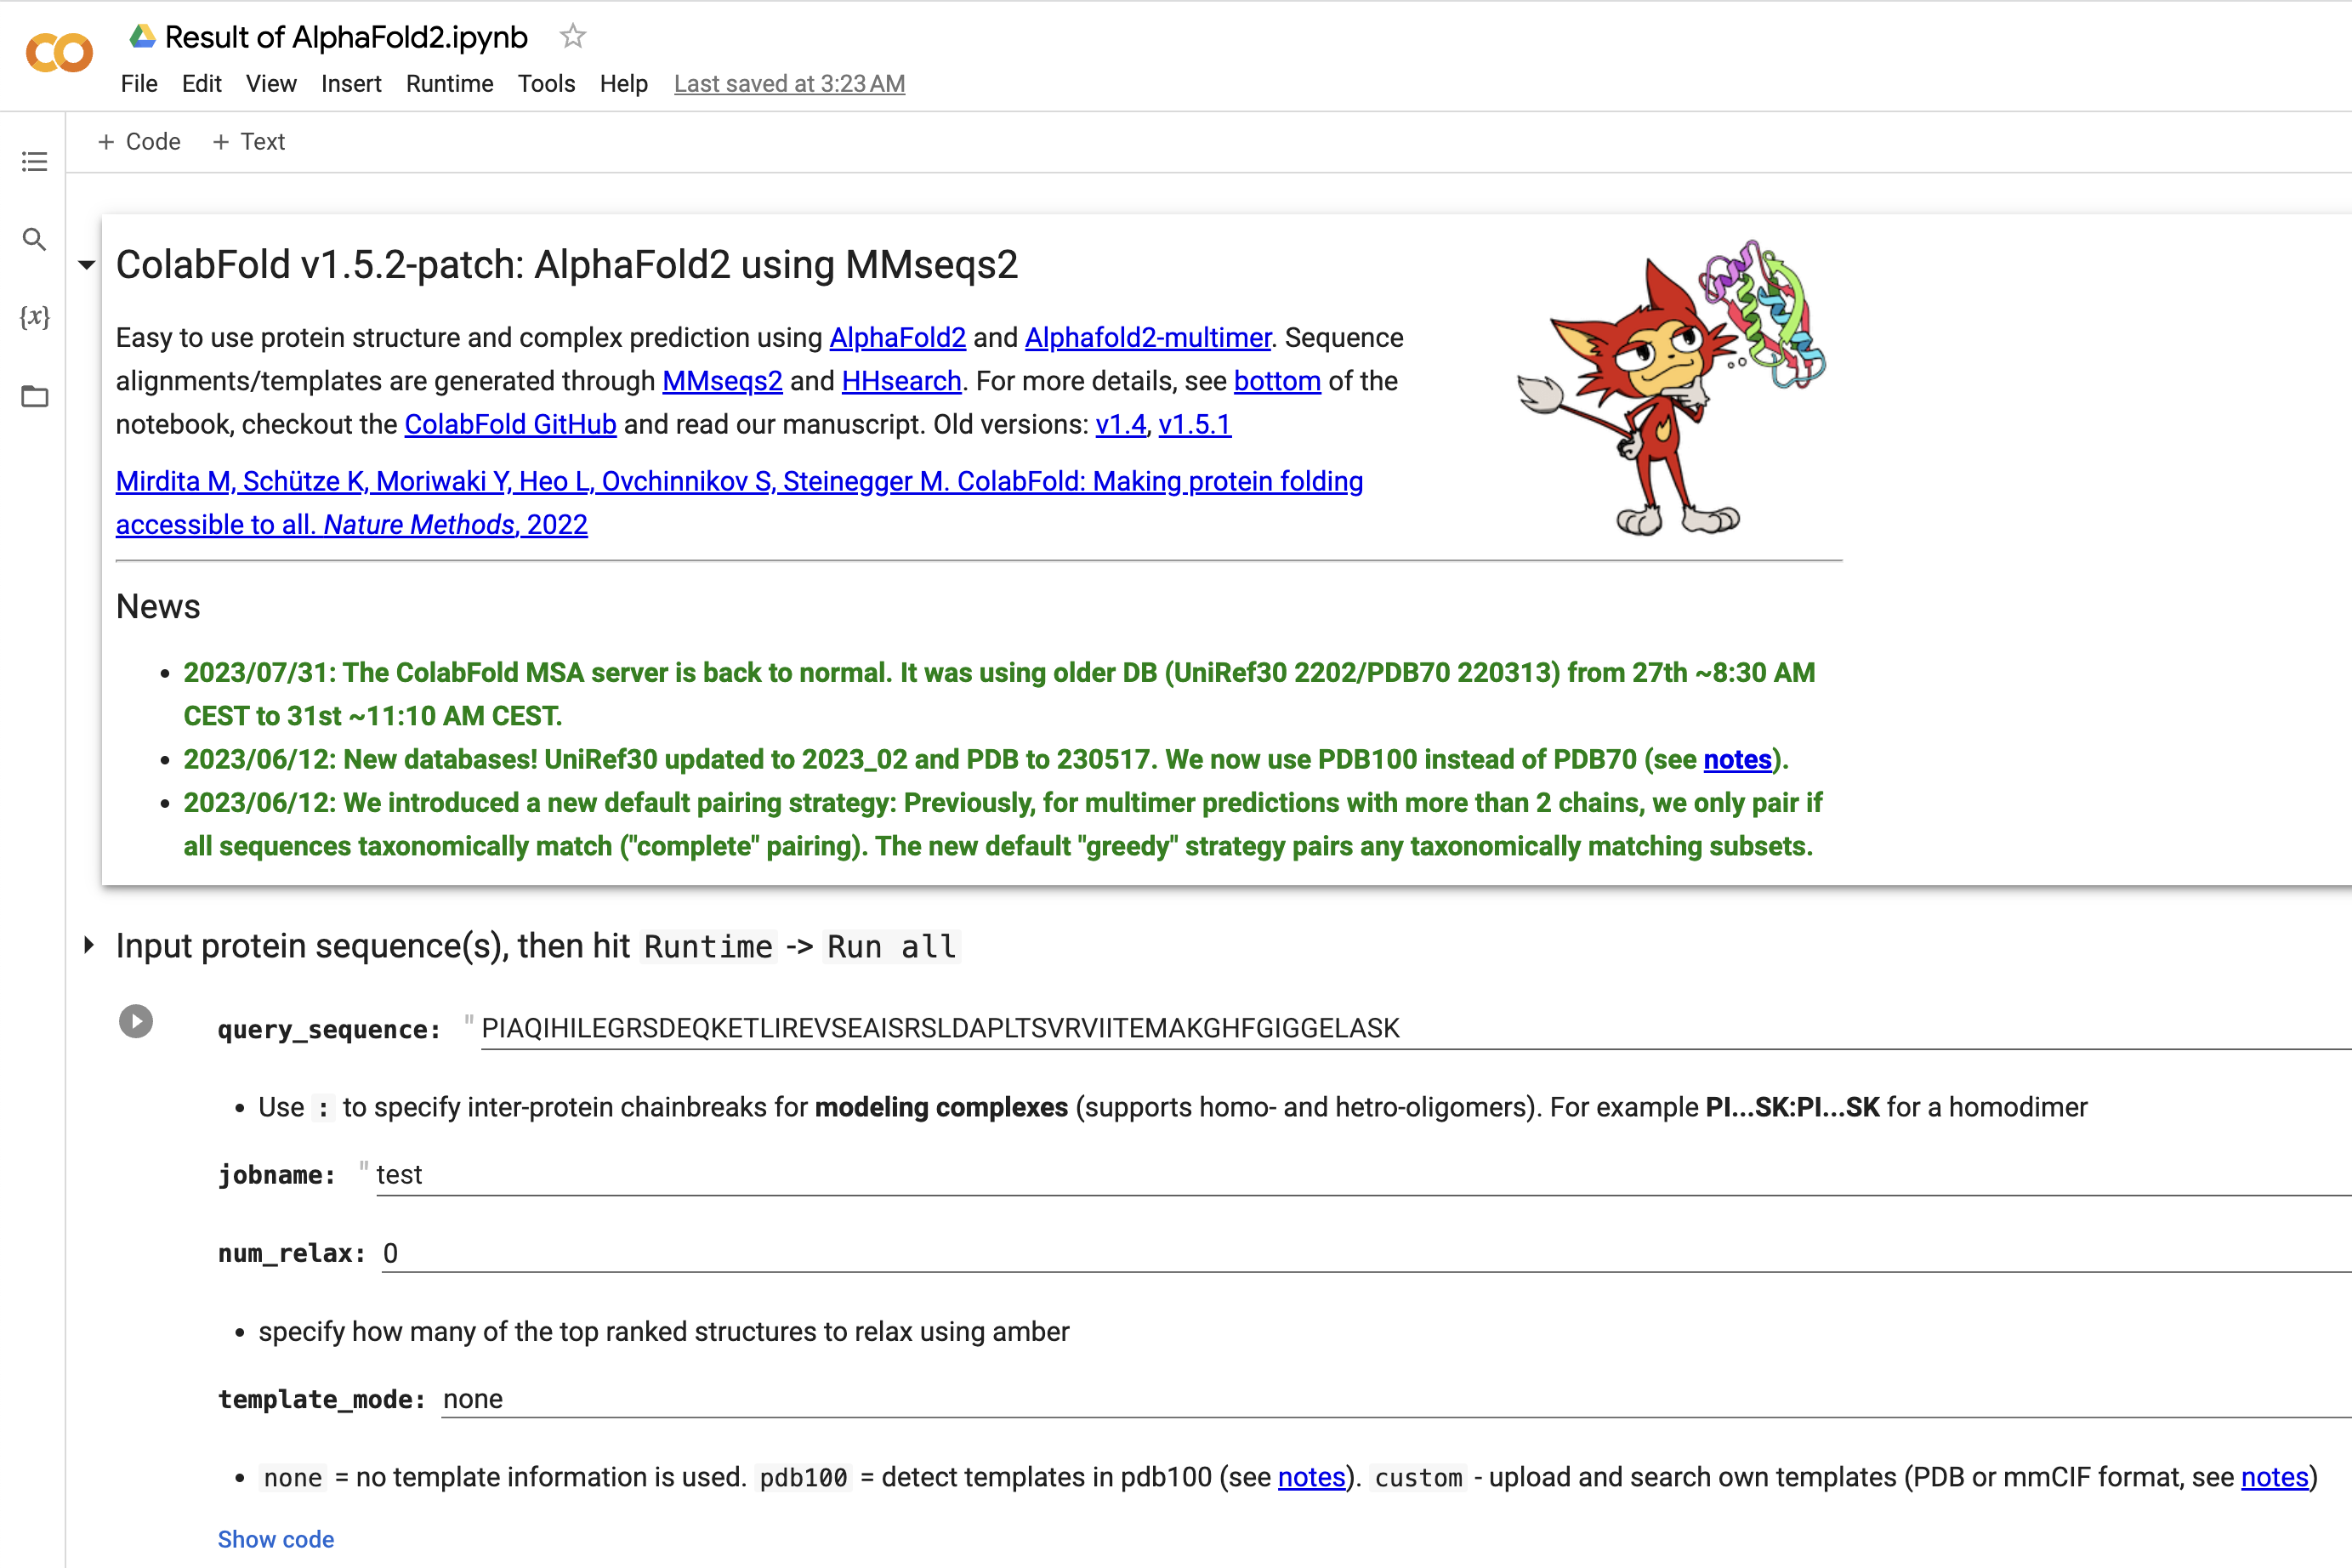 Result of AlphaFold2.ipynb
File Edit View Insert Runtime Tools Help Last saved at 3:23 AM
+ Code + Text
{x}
ColabFold v1.5.2-patch: AlphaFold2 using MMseqs2
Easy to use protein structure and complex prediction using AlphaFold2 and Alphafold2-multimer. Sequence
alignments/templates are generated through MMseqs2 and HHsearch. For more details, see bottom of the
notebook, checkout the ColabFold GitHub and read our manuscript. Old versions: v1.4, v1.5.1
Mirdita M, Schütze K, Moriwaki Y, Heo L, Ovchinnikov S, Steinegger M. ColabFold: Making protein folding
accessible to all. Nature Methods, 2022
News
• 2023/07/31: The ColabFold MSA server is back to normal. It was using older DB (UniRef30 2202/PDB70 220313) from 27th ~8:30 AM
CEST to 31st ~11:10 AM CEST.
• 2023/06/12: New databases! UniRef30 updated to 2023_02 and PDB to 230517. We now use PDB100 instead of PDB70 (see notes).
• 2023/06/12: We introduced a new default pairing strategy: Previously, for multimer predictions with more than 2 chains, we only pair if
all sequences taxonomically match ("complete" pairing). The new default "greedy" strategy pairs any taxonomically matching subsets.
Input protein sequence(s), then hit Runtime -> Run all
query_sequence: " PIAQIHILEGRSDEQKETLIREVSEAISRSLDAPLTSVRVIITEMAKGHFGIGGELASK
• Use : to specify inter-protein chainbreaks for modeling complexes (supports homo- and hetro-oligomers). For example PI...SK:PI...SK for a homodimer
jobname: " test
num_relax: 0
• specify how many of the top ranked structures to relax using amber
template_mode: none
• none = no template information is used. pdb100 = detect templates in pdb100 (see notes). custom - upload and search own templates (PDB or mmCIF format, see notes)
Show code